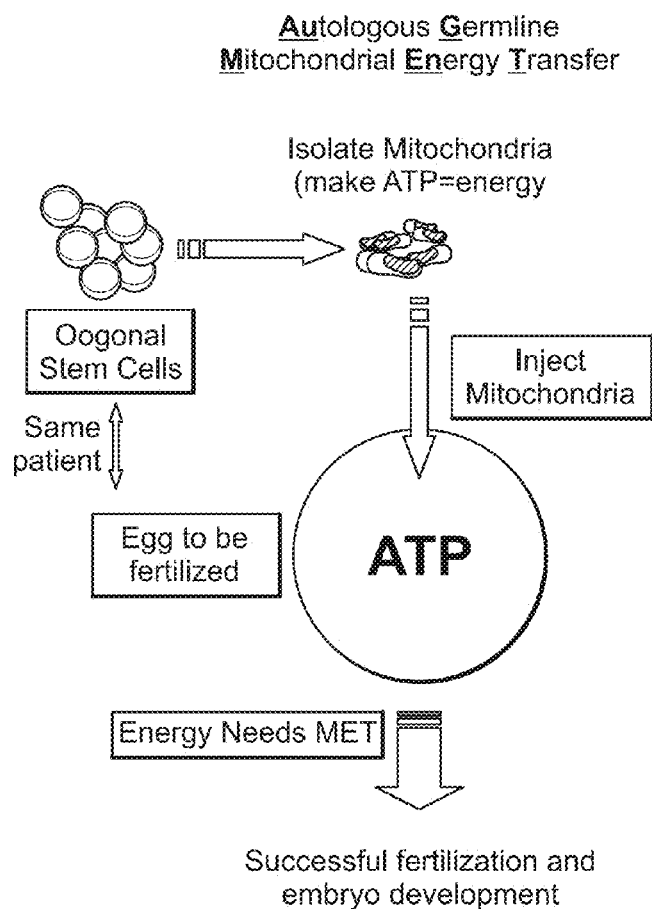 Autologous Germline
Mitochondrial Energy Transfer
Isolate Mitochondria
(make ATP=energy
Oogonal
Stem Cells
Inject
Mitochondria
Same
patient
Egg to be
fertilized
ATP
Energy Needs MET
Successful fertilization and
embryo development